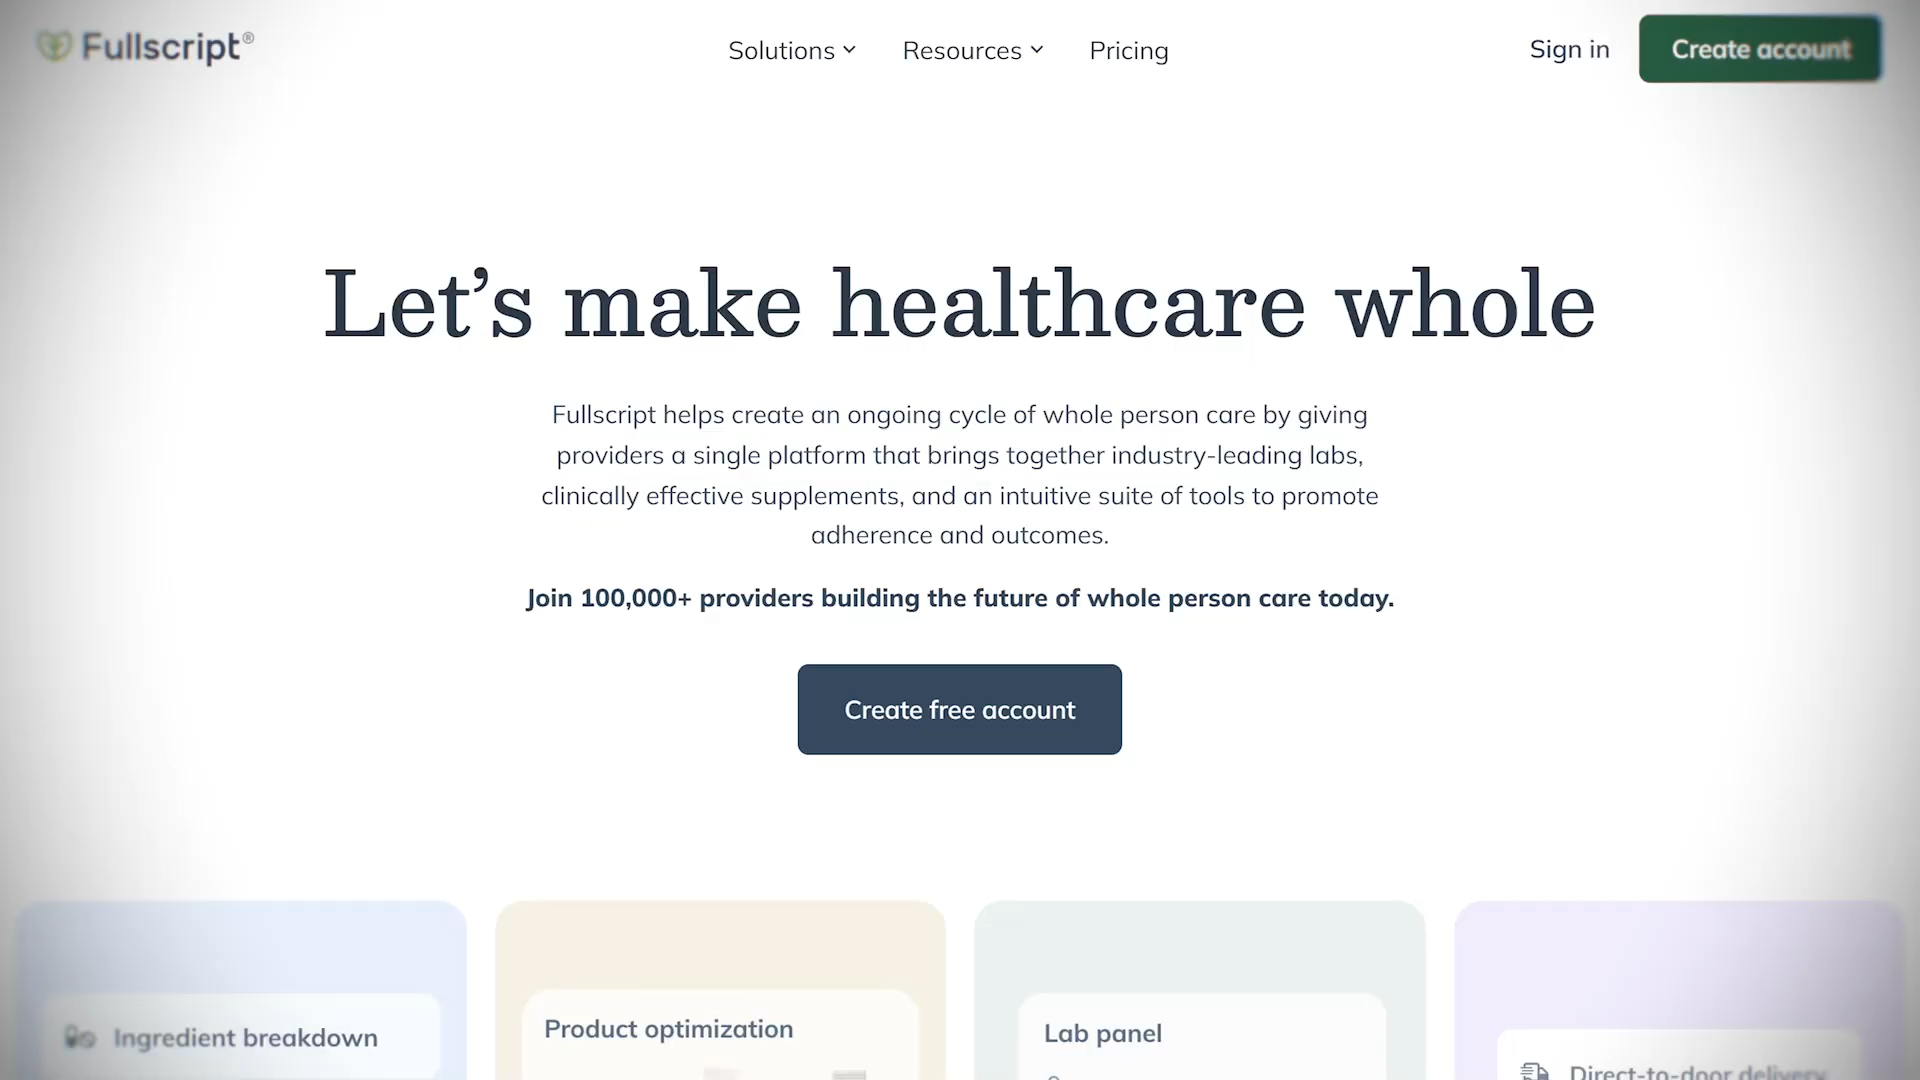 Fullscript®
Solutions
Resources
Pricing
Sign in
Create account
Let’s make healthcare whole
Fullscript helps create an ongoing cycle of whole person care by giving
providers a single platform that brings together industry-leading labs,
clinically effective supplements, and an intuitive suite of tools to promote
adherence and outcomes.
Join 100,000+ providers building the future of whole person care today.
Create free account
Ingredient breakdown
Product optimization
Lab panel
Direct-to-door delivery